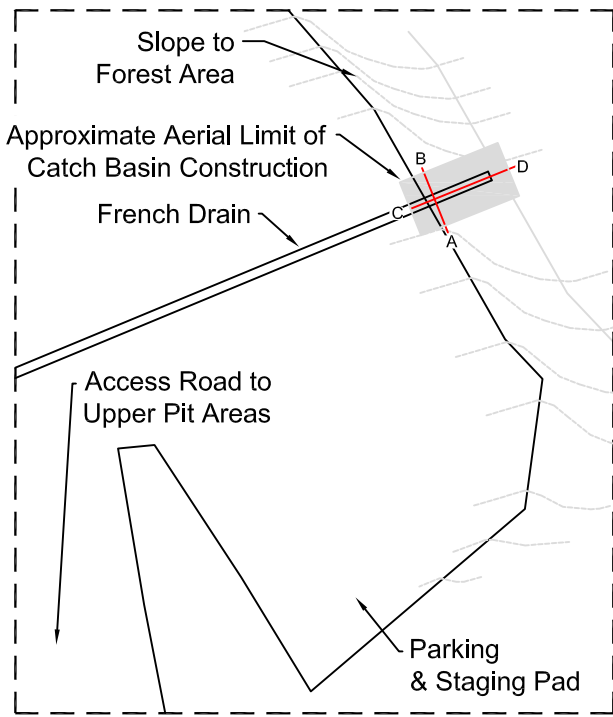 Slope to
Forest Area
Approximate Aerial Limit of
Catch Basin Construction
B
D
French Drain
C
A
Access Road to
Upper Pit Areas
Parking
& Staging Pad